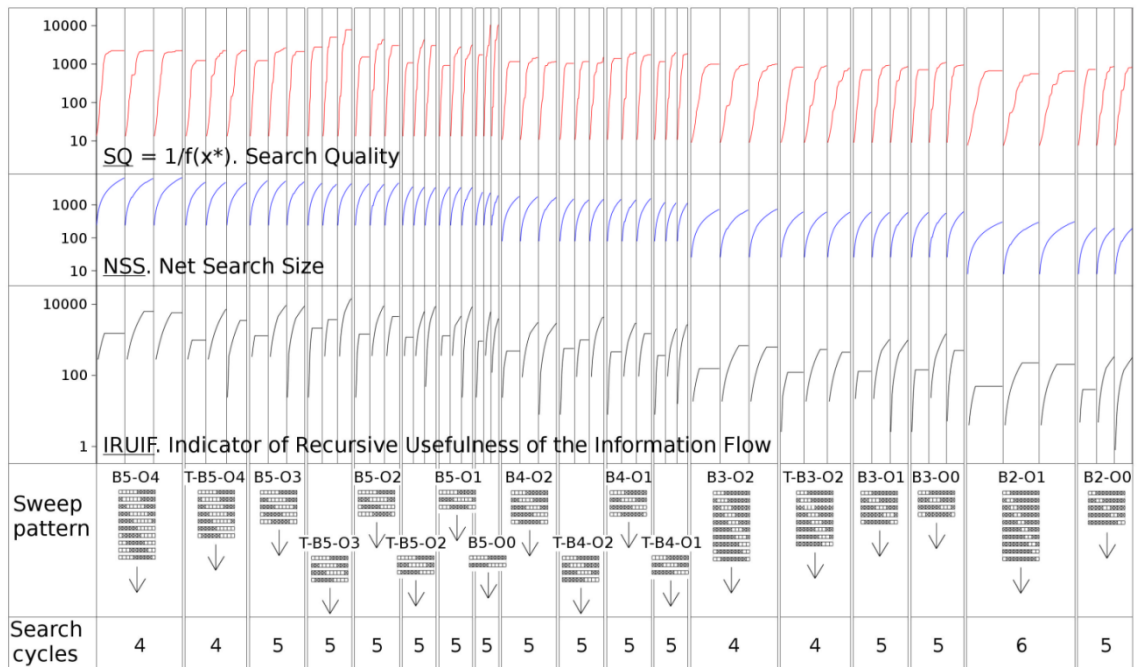 10000
1000
100
10
SQ = 1/f(x*). Search Quality
1000
100
10
NSS. Net Search Size
10000
100
1
IRUIF. Indicator of Recursive Usefulness of the Information Flow
Sweep
pattern
B5-O4 T-B5-O4 B5-O3 B5-O2 B5-O1 B4-O2 B4-O1 B3-O2 T-B3-O2 B3-O1 B3-O0 B2-O1 B2-O0
T-B5-O3 T-B5-O2 B5-O0 T-B4-O2 T-B4-O1
Search
cycles
4 4 5 5 5 5 5 5 5 5 5 5 4 4 5 5 6 5